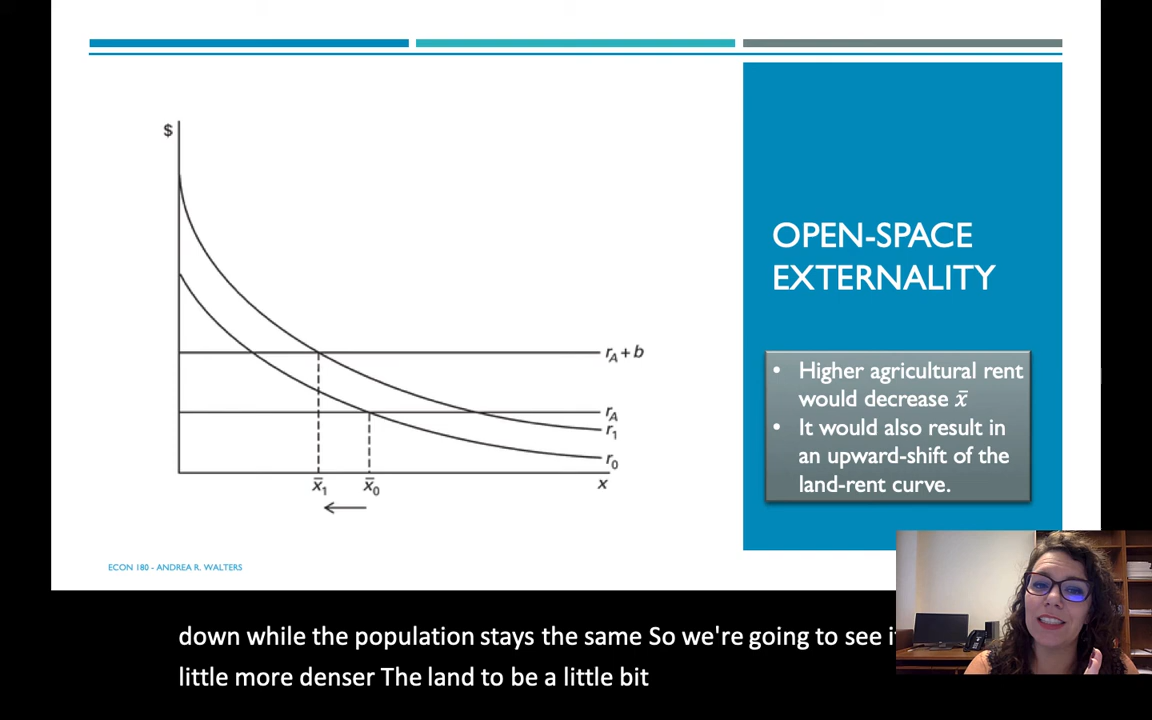 $
r_A + b
r_A
r_1
r_0
x̄_1 x̄_0 x
OPEN-SPACE
EXTERNALITY
• Higher agricultural rent
would decrease x̄
• It would also result in
an upward-shift of the
land-rent curve.
ECON 180 - ANDREA R. WALTERS
down while the population stays the same So we're going to see
little more denser The land to be a little bit